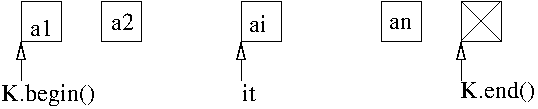 a1 a2 ai an
K.begin() it K.end()